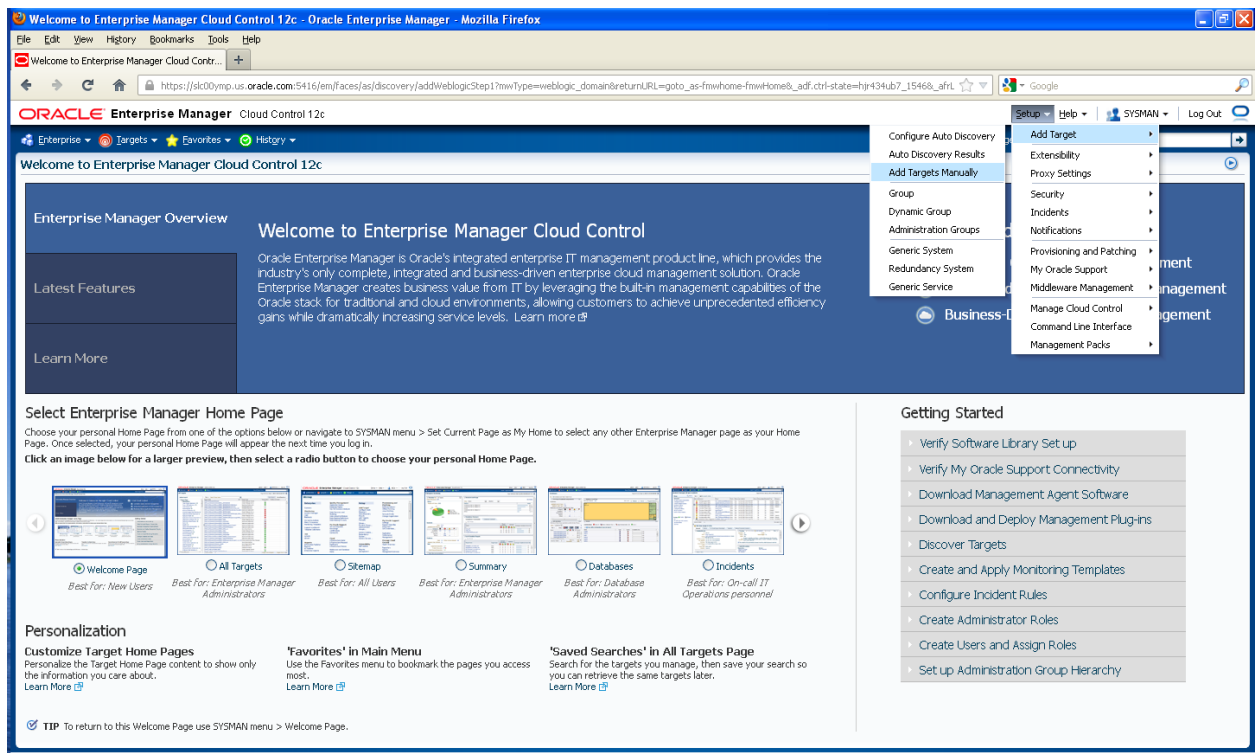 Welcome to Enterprise Manager Cloud Control 12c - Oracle Enterprise Manager - Mozilla Firefox
File Edit View History Bookmarks Tools Help
Welcome to Enterprise Manager Cloud Contr... +
https://slc00ymp.us.oracle.com:5416/em/faces/as/discovery/addWeblogicStep1?mwType=weblogic_domain&returnURL=goto_as-fmwhome-fmwHome&_adf.ctrl-state=hjr434ub7_1546&_afrL
Google
ORACLE Enterprise Manager Cloud Control 12c
Setup Help SYSMAN Log Out
Enterprise Targets Favorites History
Welcome to Enterprise Manager Cloud Control 12c
Add Target
Extensibility
Proxy Settings
Security
Incidents
Notifications
Provisioning and Patching
My Oracle Support
Middleware Management
Manage Cloud Control
Command Line Interface
Management Packs
Configure Auto Discovery
Auto Discovery Results
Add Targets Manually
Group
Dynamic Group
Administration Groups
Generic System
Redundancy System
Generic Service
Enterprise Manager Overview
Latest Features
Learn More
Welcome to Enterprise Manager Cloud Control
Oracle Enterprise Manager is Oracle's integrated enterprise IT management product line, which provides the
industry's only complete, integrated and business-driven enterprise cloud management solution. Oracle
Enterprise Manager creates business value from IT by leveraging the built-in management capabilities of the
Oracle stack for traditional and cloud environments, allowing customers to achieve unprecedented efficiency
gains while dramatically increasing service levels. Learn more
Business-D
Select Enterprise Manager Home Page
Choose your personal Home Page from one of the options below or navigate to SYSMAN menu > Set Current Page as My Home to select any other Enterprise Manager page as your Home
Page. Once selected, your personal Home Page will appear the next time you log in.
Click an image below for a larger preview, then select a radio button to choose your personal Home Page.
Welcome Page
Best for: New Users
All Targets
Best for: Enterprise Manager
Administrators
Sitemap
Best for: All Users
Summary
Best for: Enterprise Manager
Administrators
Databases
Best for: Database
Administrators
Incidents
Best for: On-call IT
Operations personnel
Personalization
Customize Target Home Pages
Personalize the Target Home Page content to show only
the information you care about.
Learn More
'Favorites' in Main Menu
Use the Favorites menu to bookmark the pages you access
most.
Learn More
'Saved Searches' in All Targets Page
Search for the targets you manage, then save your search so
you can retrieve the same targets later.
Learn More
TIP To return to this Welcome Page use SYSMAN menu > Welcome Page.
Getting Started
Verify Software Library Set up
Verify My Oracle Support Connectivity
Download Management Agent Software
Download and Deploy Management Plug-ins
Discover Targets
Create and Apply Monitoring Templates
Configure Incident Rules
Create Administrator Roles
Create Users and Assign Roles
Set up Administration Group Hierarchy